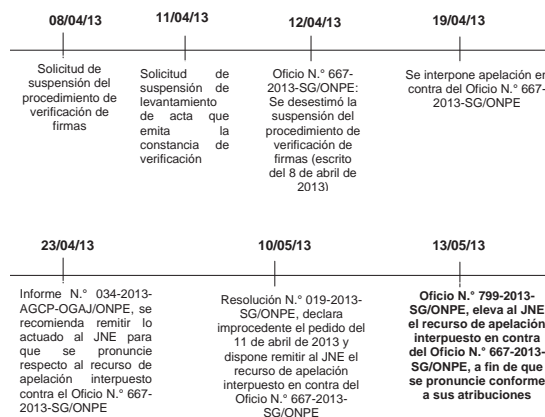 08/04/13
11/04/13
12/04/13
19/04/13
Solicitud de
suspensión del
procedimiento de
verificación de
firmas
Solicitud de
suspensión de
levantamiento
de acta que
emita la
constancia de
verificación
Oficio N.° 667-
2013-SG/ONPE:
Se desestimó la
suspensión del
procedimiento de
verificación de
firmas (escrito
del 8 de abril de
2013)
Se interpone apelación en
contra del Oficio N.° 667-
2013-SG/ONPE
23/04/13
10/05/13
13/05/13
Informe N.° 034-2013-
AGCP-OGAJ/ONPE, se
recomienda remitir lo
actuado al JNE para
que se pronuncie
respecto al recurso de
apelación interpuesto
contra el Oficio N.° 667-
2013-SG/ONPE
Resolución N.° 019-2013-
SG/ONPE, declara
improcedente el pedido del
11 de abril de 2013 y
dispone remitir al JNE el
recurso de apelación
interpuesto en contra del
Oficio N.° 667-2013-
SG/ONPE
Oficio N.° 799-2013-
SG/ONPE, eleva al JNE
el recurso de apelación
interpuesto en contra
del Oficio N.° 667-2013-
SG/ONPE, a fin de que
se pronuncie conforme
a sus atribuciones